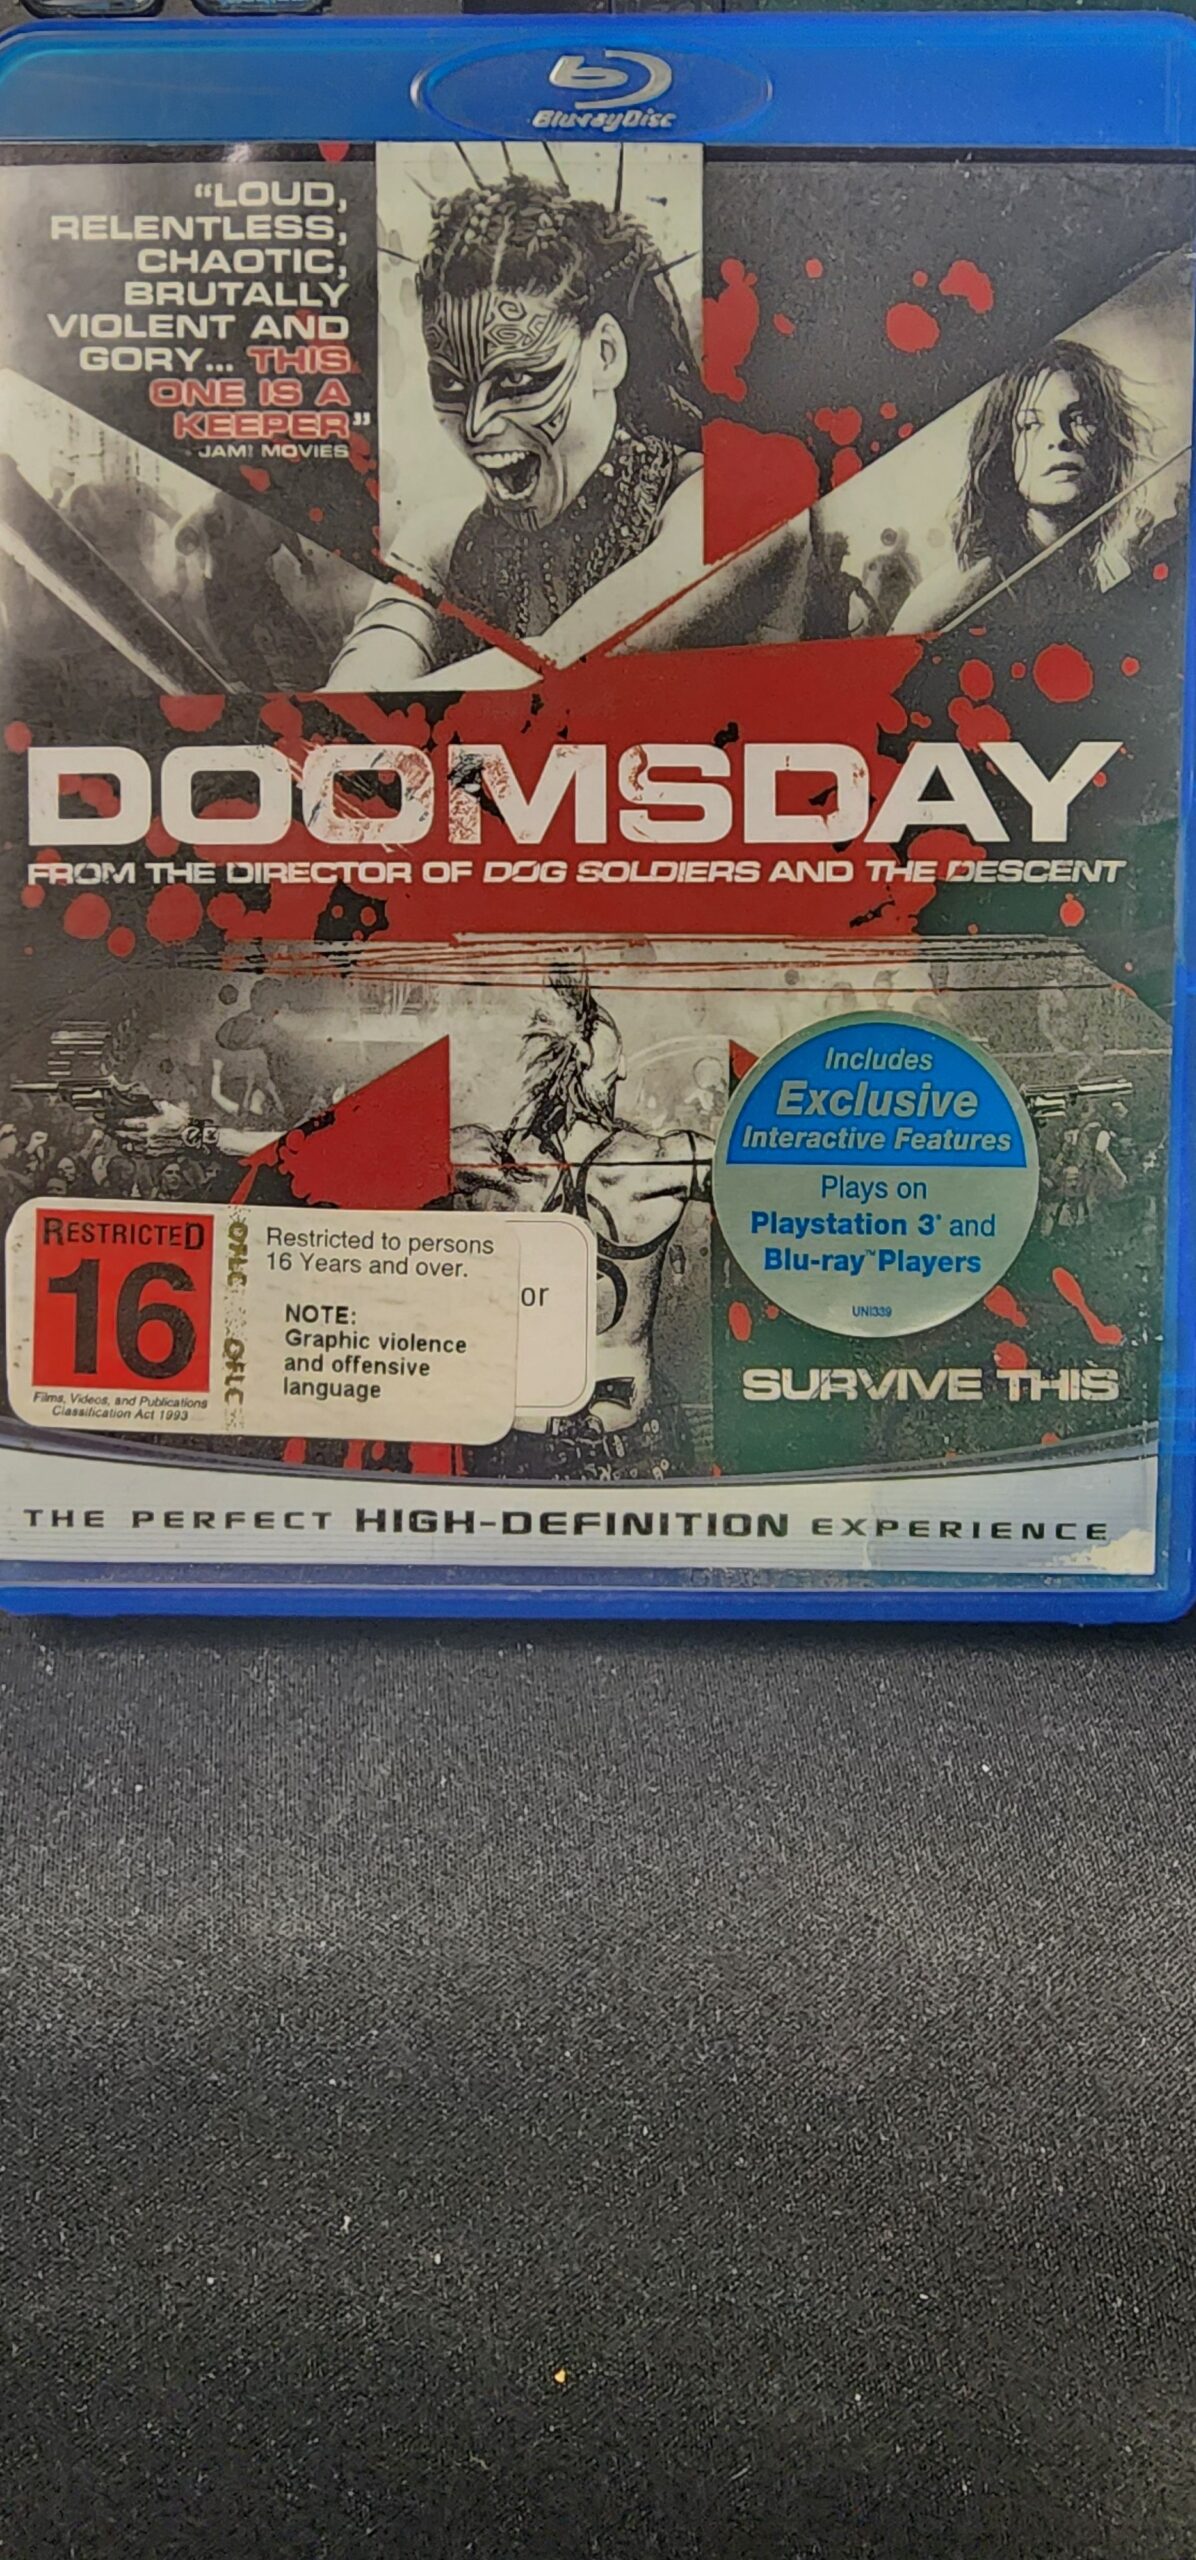 Blu-ray Disc
“LOUD,
RELENTLESS,
CHAOTIC,
BRUTALLY
VIOLENT AND
GORY... THIS
ONE IS A
KEEPER”
JAM! MOVIES
DOOMSDAY
FROM THE DIRECTOR OF DOG SOLDIERS AND THE DESCENT
Includes
Exclusive
Interactive Features
Plays on
Playstation 3® and
Blu-ray™ Players
UNI339
RESTRICTED
16
Films, Videos, and Publications
Classification Act 1993
OFLC OFLC
Restricted to persons
16 Years and over.
NOTE:
Graphic violence
and offensive
language
or
SURVIVE THIS
THE PERFECT HIGH-DEFINITION EXPERIENCE